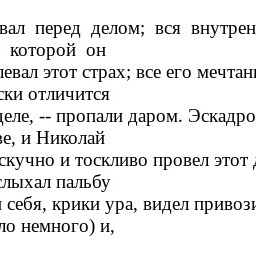 вал перед делом; вся внутрен
которой он
левал этот страх; все его мечтан
ски отличится
деле, -- пропали даром. Эскадро
ве, и Николай
скучно и тоскливо провел этот д
слыхал пальбу
себя, крики ура, видел привози
ло немного) и,